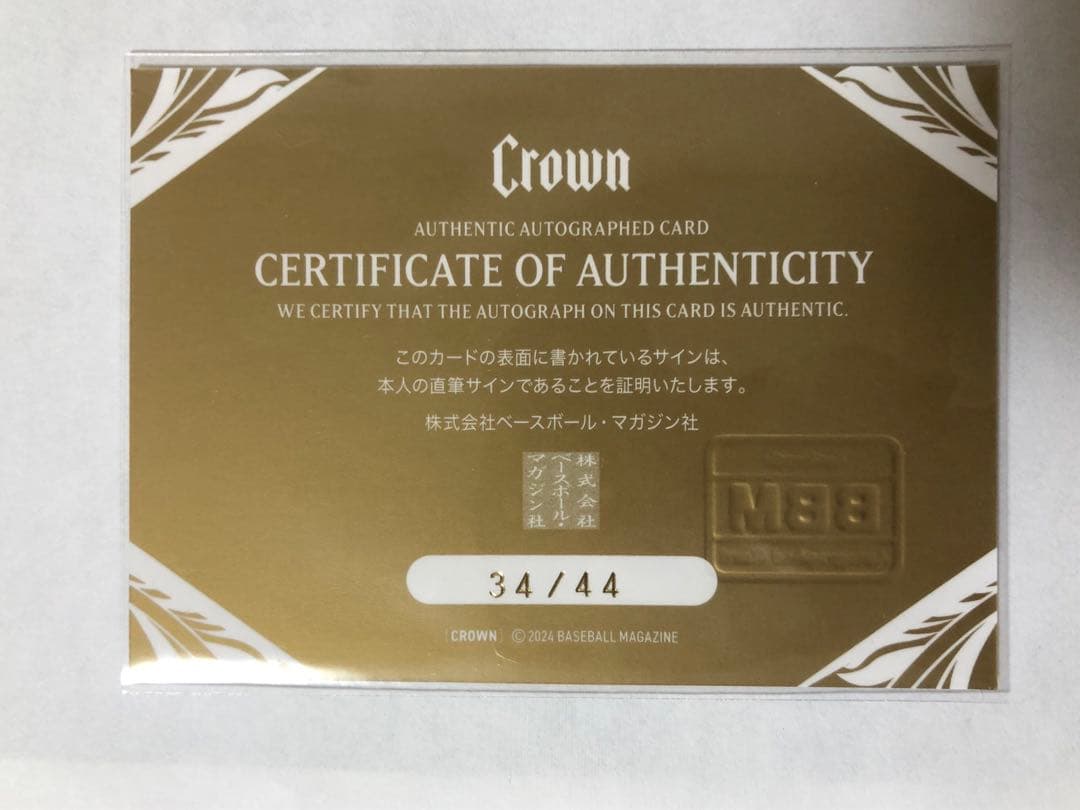 Crown
AUTHENTIC AUTOGRAPHED CARD
CERTIFICATE OF AUTHENTICITY
WE CERTIFY THAT THE AUTOGRAPH ON THIS CARD IS AUTHENTIC.
このカードの表面に書かれているサインは、
本人の直筆サインであることを証明いたします。
株式会社ベースボール・マガジン社
株式会社
ベースボール・
マガジン社
BBM
34/44
[CROWN] © 2024 BASEBALL MAGAZINE